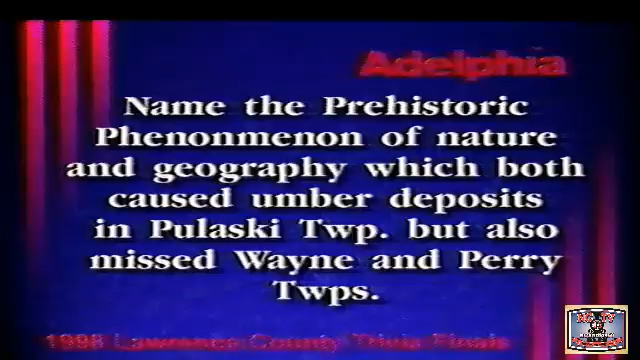 Adelphia
Name the Prehistoric
Phenonmenon of nature
and geography which both
caused umber deposits
in Pulaski Twp. but also
missed Wayne and Perry
Twps.
1998 Lawrence County Trivia Finals